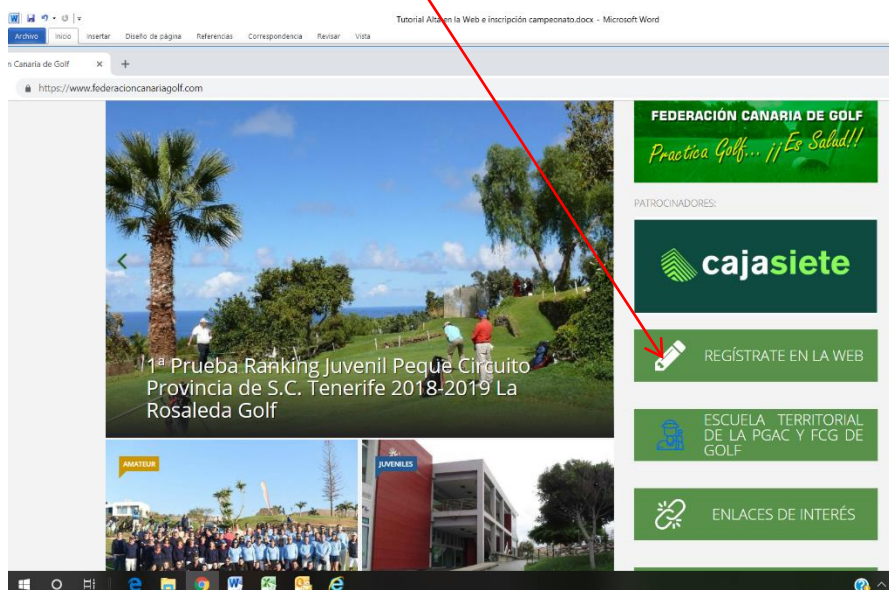 Tutorial Alta en la Web e inscripción campeonato.docx - Microsoft Word
Archivo Inicio Insertar Diseño de página Referencias Correspondencia Revisar Vista
n Canaria de Golf × +
https://www.federacioncanariagolf.com
FEDERACIÓN CANARIA DE GOLF
Practica Golf... ¡¡Es Salud!!
PATROCINADORES:
cajasiete
REGÍSTRATE EN LA WEB
1ª Prueba Ranking Juvenil Peque Circuito
Provincia de S.C. Tenerife 2018-2019 La
Rosaleda Golf
ESCUELA TERRITORIAL
DE LA PGAC Y FCG DE
GOLF
AMATEUR
JUVENILES
ENLACES DE INTERÉS